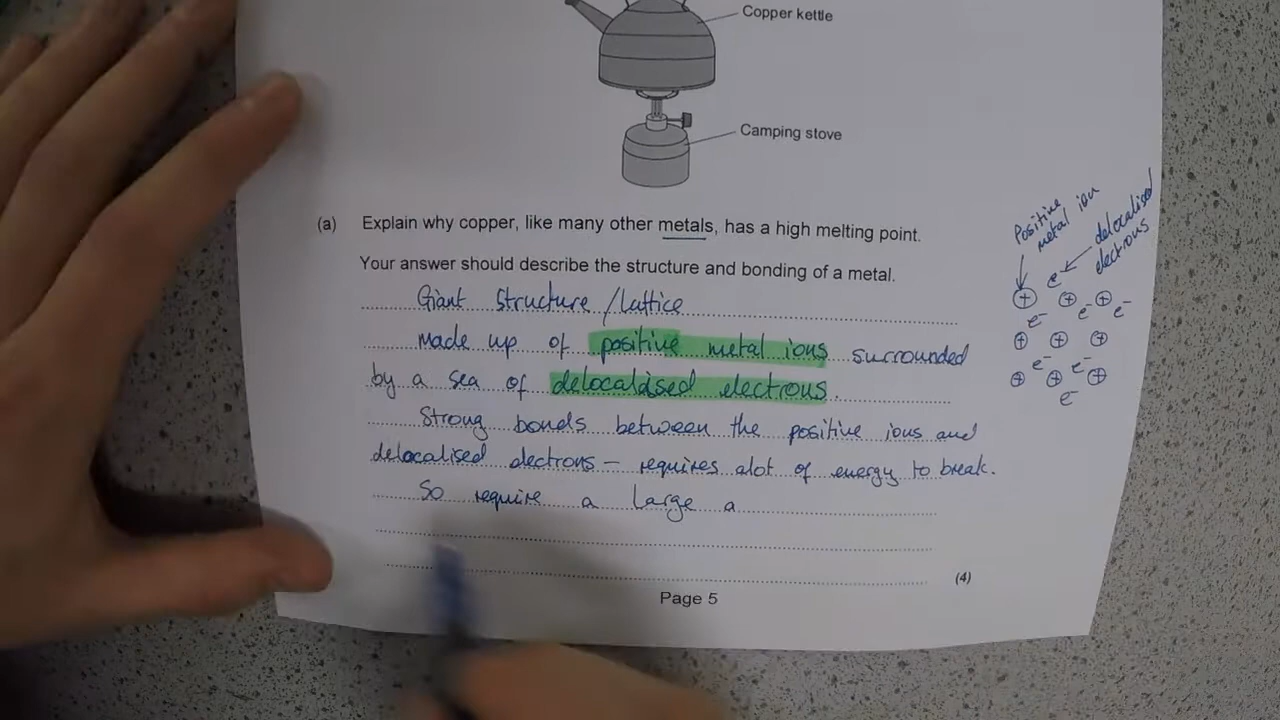 Copper kettle
Camping stove
(a) Explain why copper, like many other metals, has a high melting point.
Your answer should describe the structure and bonding of a metal.
Giant structure/lattice
made up of positive metal ions surrounded
by a sea of delocalised electrons.
Strong bonds between the positive ions and
delocalised electrons – requires alot of energy to break.
So require a large a
(4)
Page 5
Positive
metal ion
delocalised
electrons
e⁻
+ + +
e⁻ e⁻ e⁻
+ + +
e⁻ e⁻
+ + +
e⁻